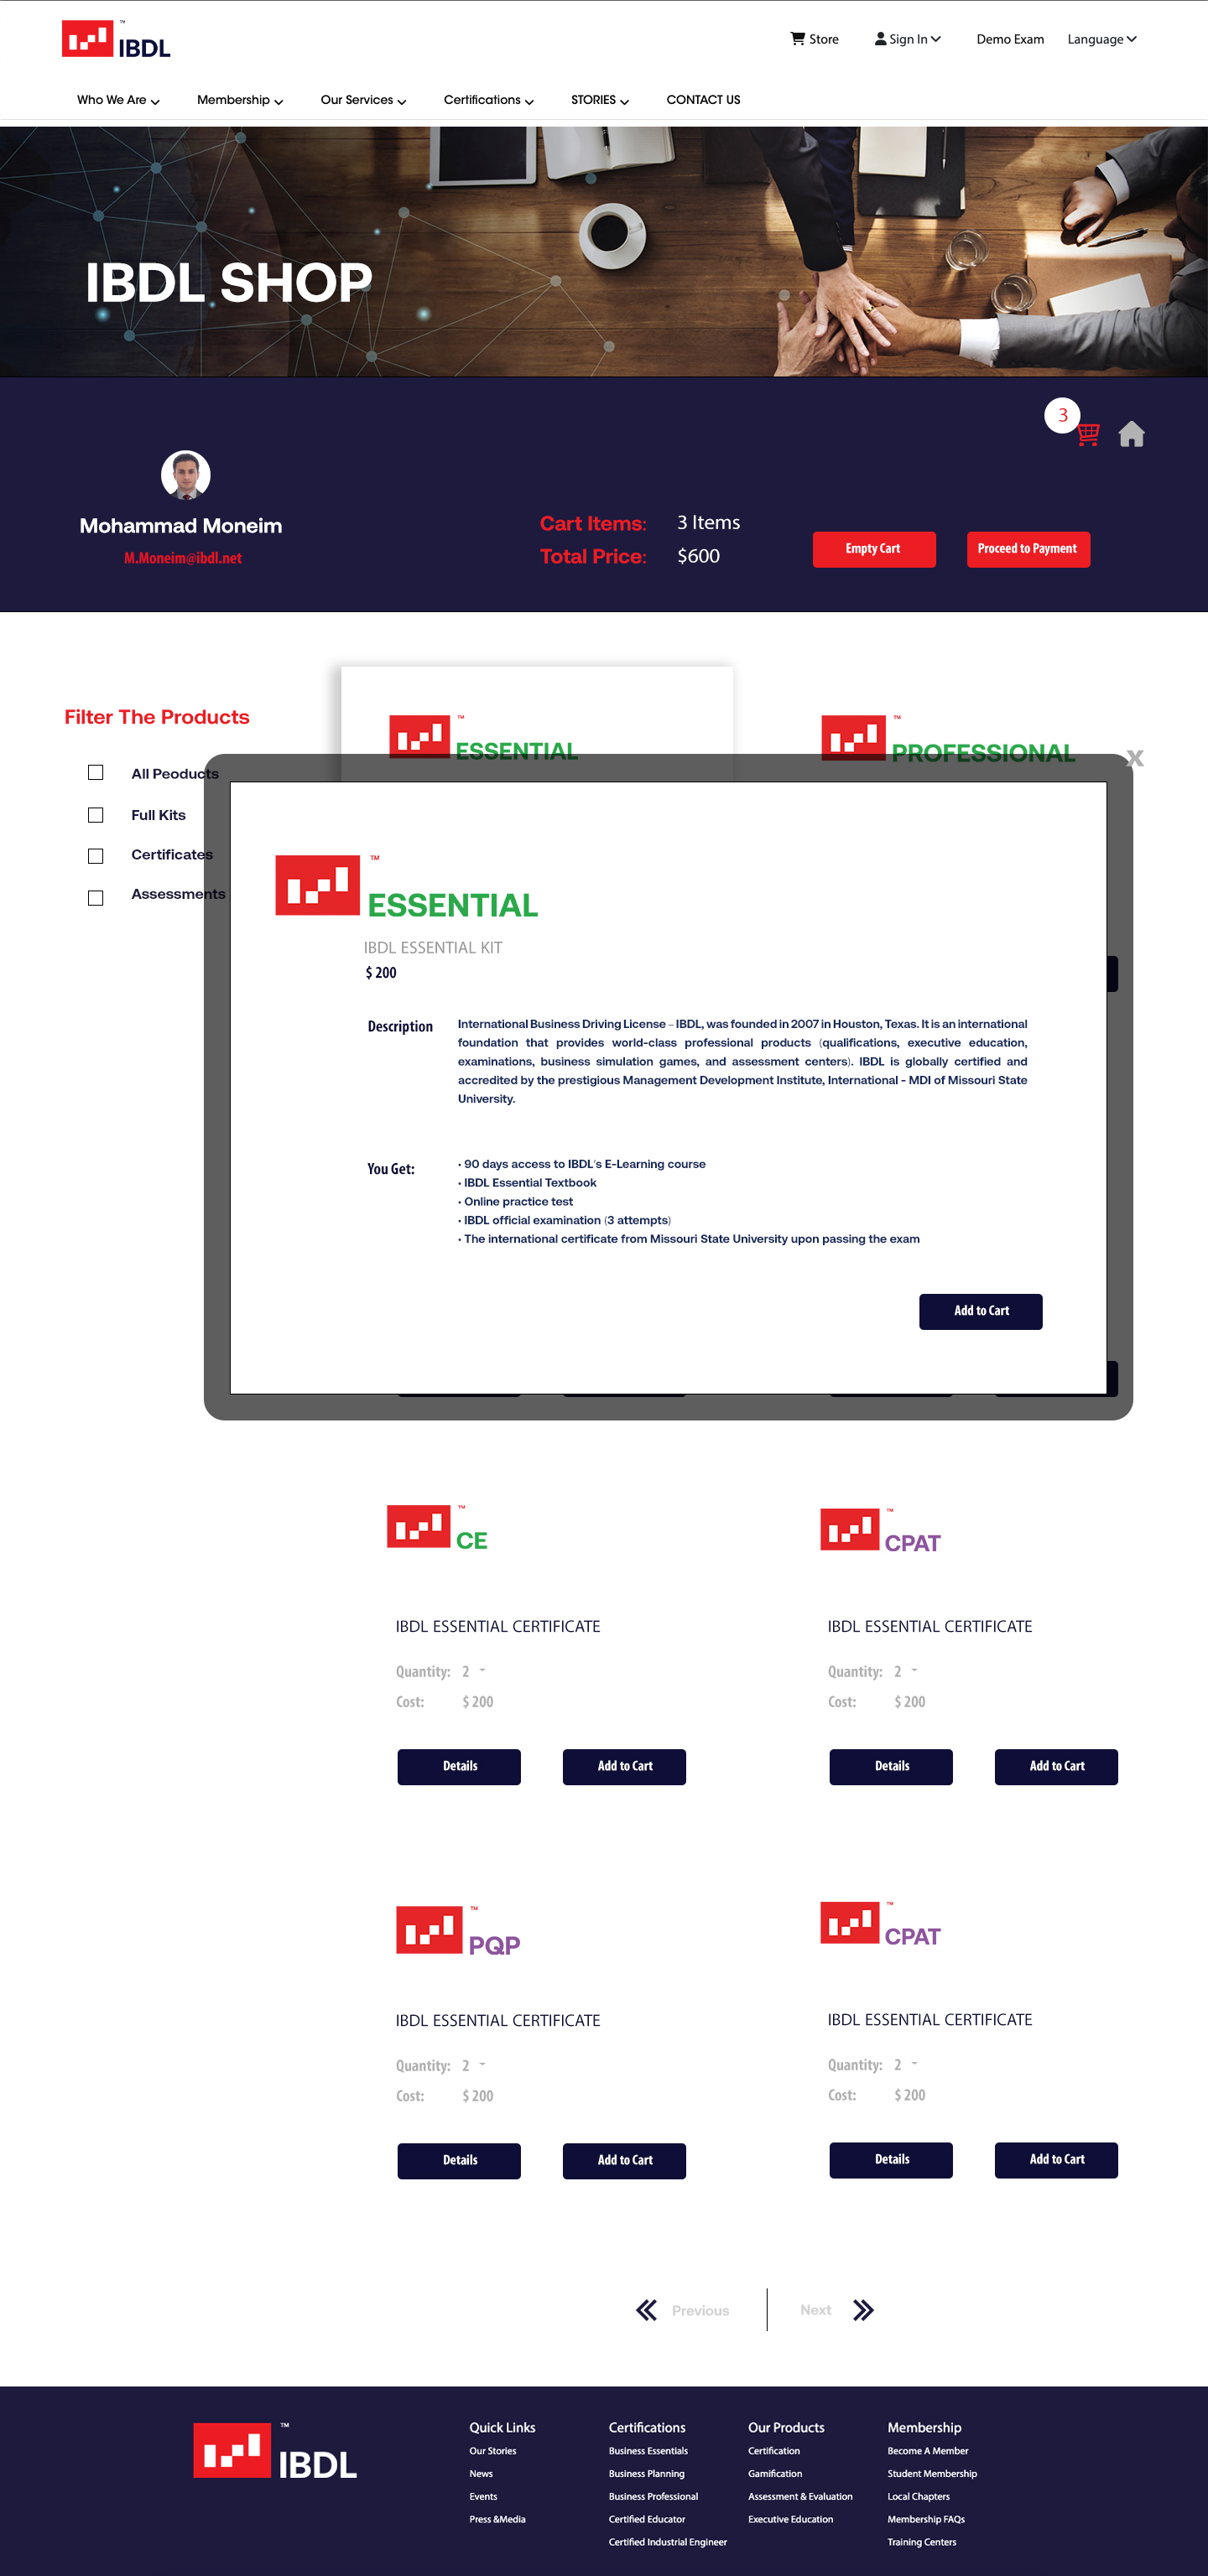 IBDL
™
Store
Sign In
Demo Exam
Language
Who We Are
Membership
Our Services
Certifications
STORIES
CONTACT US
IBDL SHOP
3
Mohammad Moneim
M.Moneim@ibdl.net
Cart Items: 3 Items
Total Price: $600
Empty Cart
Proceed to Payment
Filter The Products
All Peoducts
Full Kits
Certificates
Assessments
™
ESSENTIAL
™
PROFESSIONAL
X
™
ESSENTIAL
IBDL ESSENTIAL KIT
$ 200
Description
International Business Driving License – IBDL, was founded in 2007 in Houston, Texas. It is an international
foundation that provides world-class professional products (qualifications, executive education,
examinations, business simulation games, and assessment centers). IBDL is globally certified and
accredited by the prestigious Management Development Institute, International - MDI of Missouri State
University.
You Get:
• 90 days access to IBDL's E-Learning course
• IBDL Essential Textbook
• Online practice test
• IBDL official examination (3 attempts)
• The international certificate from Missouri State University upon passing the exam
Add to Cart
™
CE
IBDL ESSENTIAL CERTIFICATE
Quantity: 2
Cost: $ 200
Details
Add to Cart
™
CPAT
IBDL ESSENTIAL CERTIFICATE
Quantity: 2
Cost: $ 200
Details
Add to Cart
™
PQP
IBDL ESSENTIAL CERTIFICATE
Quantity: 2
Cost: $ 200
Details
Add to Cart
™
CPAT
IBDL ESSENTIAL CERTIFICATE
Quantity: 2
Cost: $ 200
Details
Add to Cart
Previous
Next
™
IBDL
Quick Links
Our Stories
News
Events
Press &Media
Certifications
Business Essentials
Business Planning
Business Professional
Certified Educator
Certified Industrial Engineer
Our Products
Certification
Gamification
Assessment & Evaluation
Executive Education
Membership
Become A Member
Student Membership
Local Chapters
Membership FAQs
Training Centers